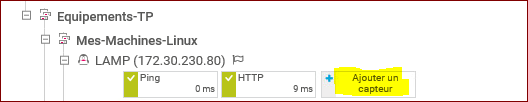 Equipements-TP
Mes-Machines-Linux
LAMP (172.30.230.80)
Ping
0 ms
HTTP
9 ms
Ajouter un
capteur